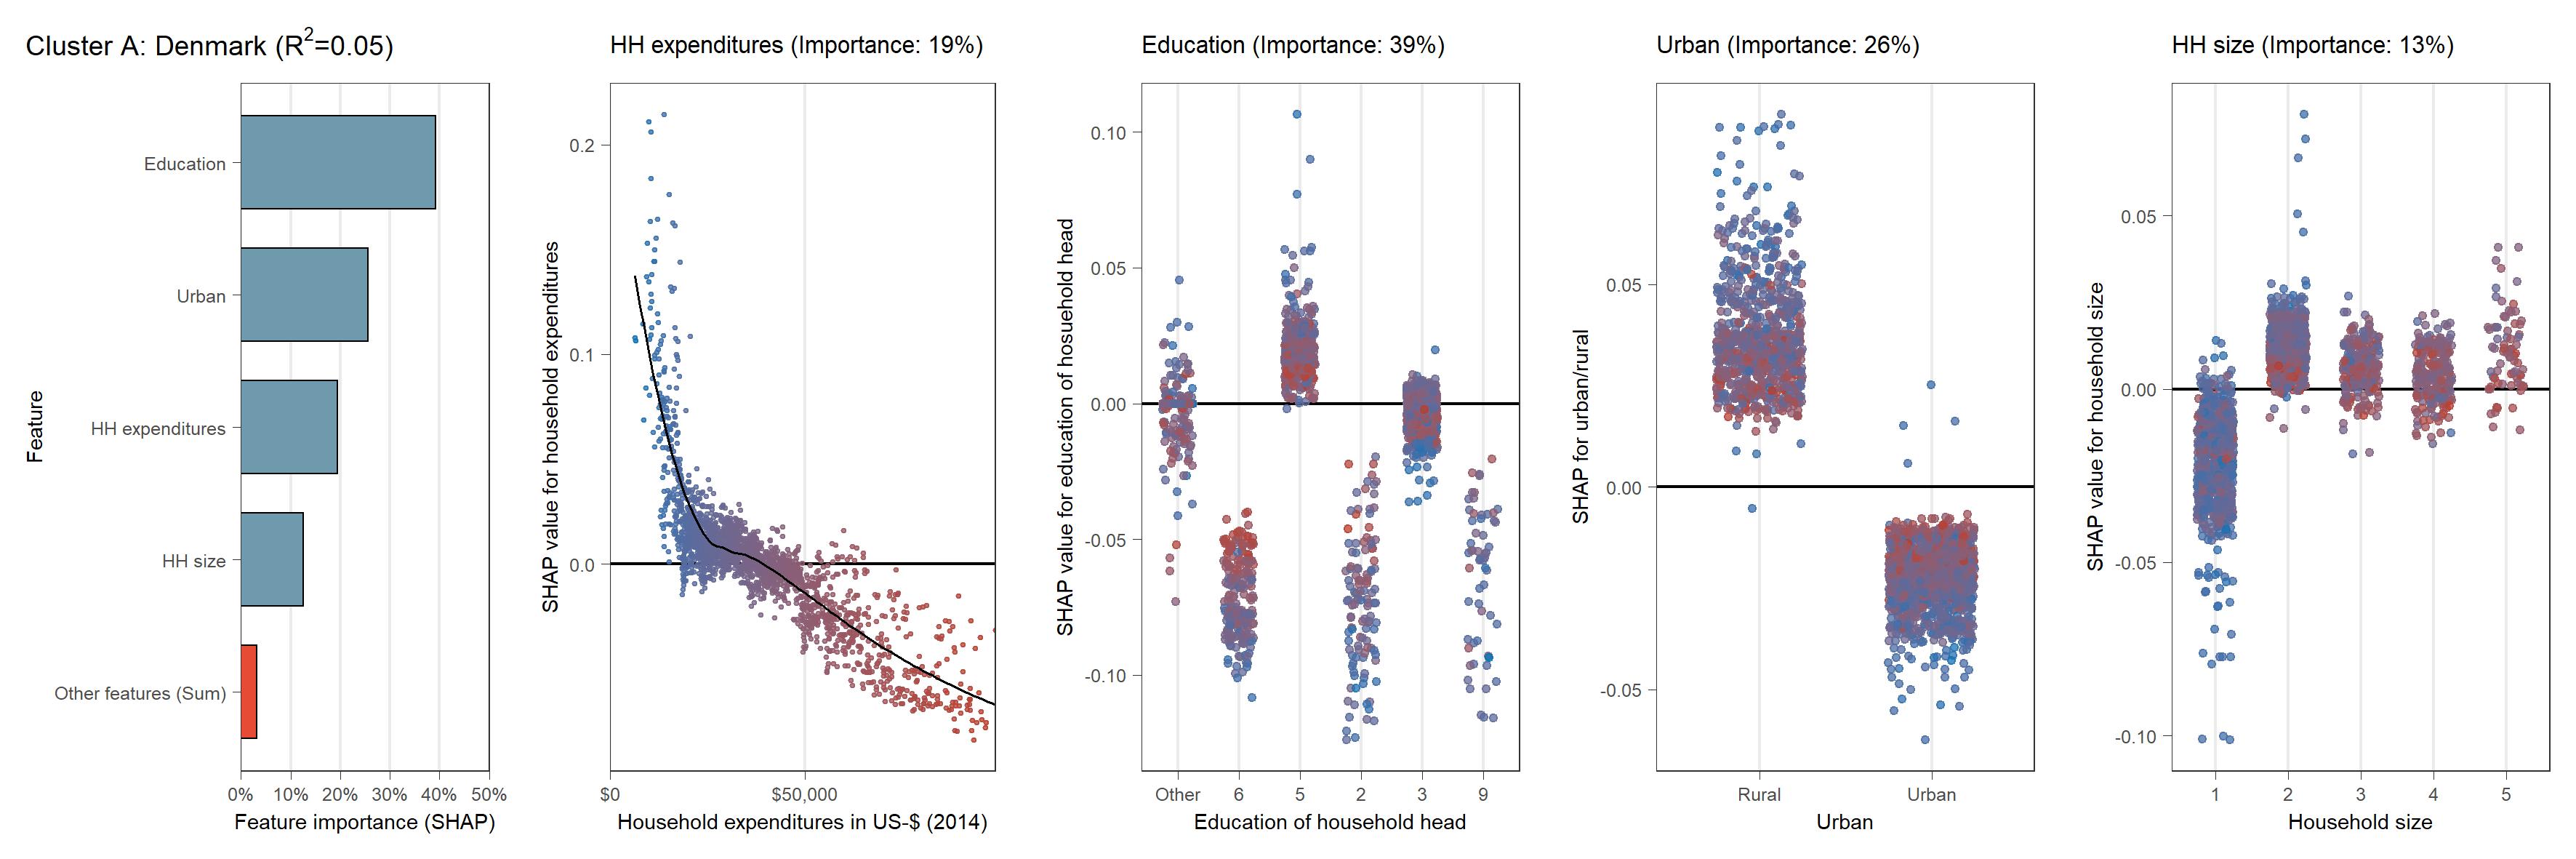 Cluster A: Denmark (R²=0.05)
Feature
Education
Urban
HH expenditures
HH size
Other features (Sum)
0% 10% 20% 30% 40% 50%
Feature importance (SHAP)
HH expenditures (Importance: 19%)
SHAP value for household expenditures
0.2
0.1
0.0
$0 $50,000
Household expenditures in US-$ (2014)
Education (Importance: 39%)
SHAP value for education of household head
0.10
0.05
0.00
-0.05
-0.10
Other 6 5 2 3 9
Education of household head
Urban (Importance: 26%)
SHAP for urban/rural
0.05
0.00
-0.05
Rural Urban
Urban
HH size (Importance: 13%)
SHAP value for household size
0.05
0.00
-0.05
-0.10
1 2 3 4 5
Household size